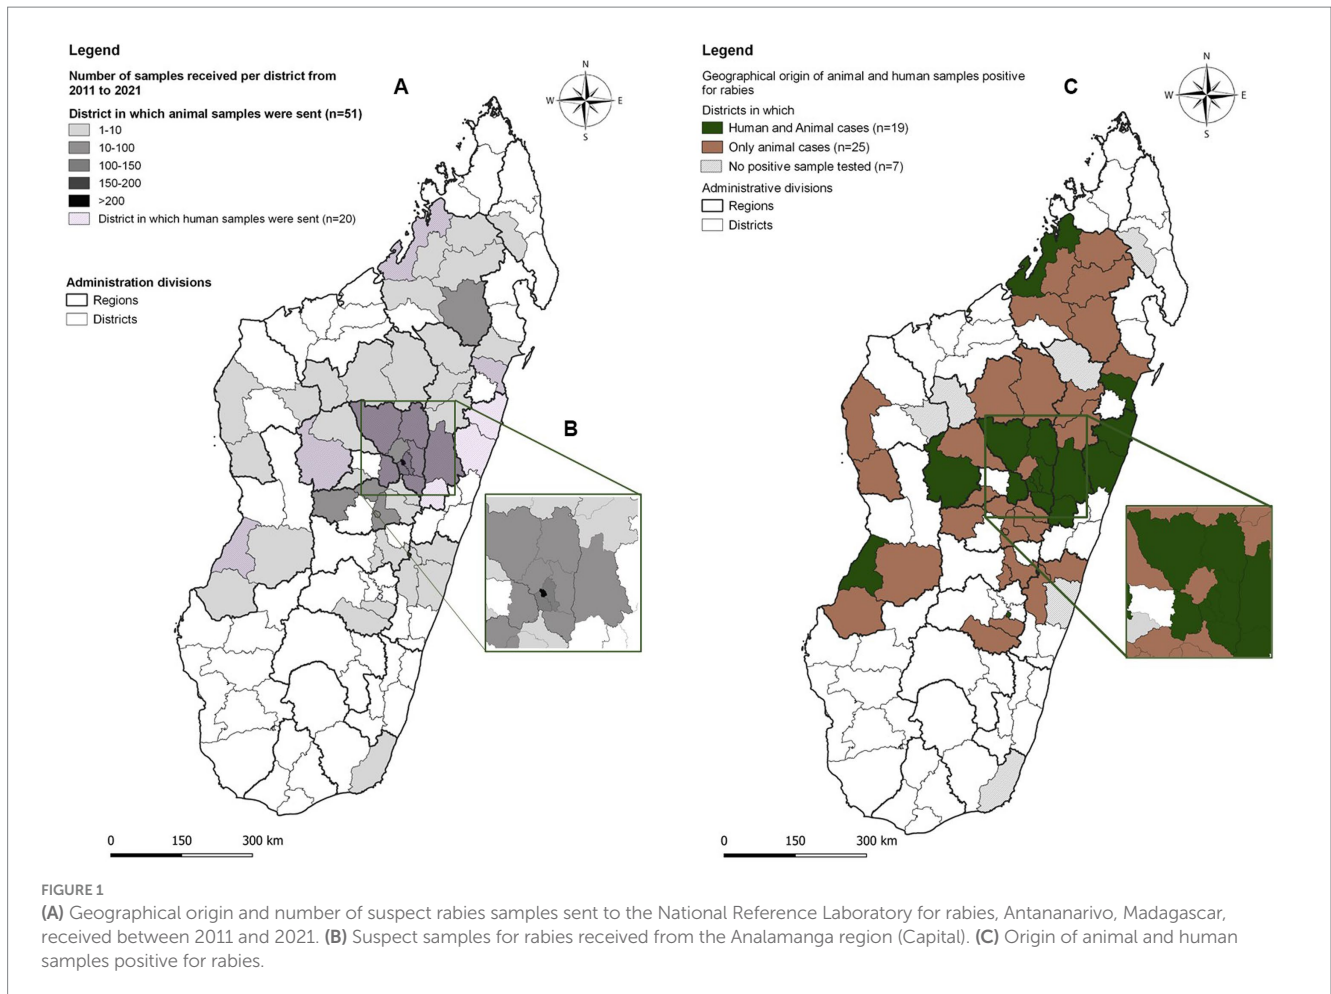 Legend
Number of samples received per district from
2011 to 2021
District in which animal samples were sent (n=51)
1-10
10-100
100-150
150-200
>200
District in which human samples were sent (n=20)
Administration divisions
Regions
Districts
A
N
W
E
S
B
0 150 300 km
Legend
Geographical origin of animal and human samples positive
for rabies
Districts in which
Human and Animal cases (n=19)
Only animal cases (n=25)
No positive sample tested (n=7)
Administrative divisions
Regions
Districts
C
N
W
E
S
0 150 300 km
FIGURE 1
(A) Geographical origin and number of suspect rabies samples sent to the National Reference Laboratory for rabies, Antananarivo, Madagascar,
received between 2011 and 2021. (B) Suspect samples for rabies received from the Analamanga region (Capital). (C) Origin of animal and human
samples positive for rabies.